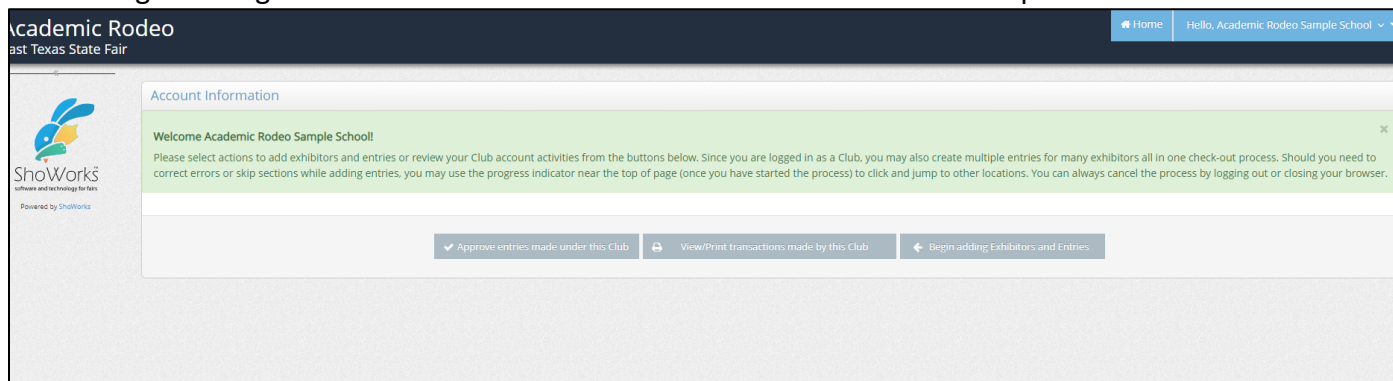 Academic Rodeo
Home
Hello, Academic Rodeo Sample School
East Texas State Fair
Account Information
Welcome Academic Rodeo Sample School!
Please select actions to add exhibitors and entries or review your Club account activities from the buttons below. Since you are logged in as a Club, you may also create multiple entries for many exhibitors all in one check-out process. Should you need to
correct errors or skip sections while adding entries, you may use the progress indicator near the top of page (once you have started the process) to click and jump to other locations. You can always cancel the process by logging out or closing your browser.
ShoWorks
software and technology for fairs
Powered by ShoWorks
Approve entries made under this Club
View/Print transactions made by this Club
Begin adding Exhibitors and Entries